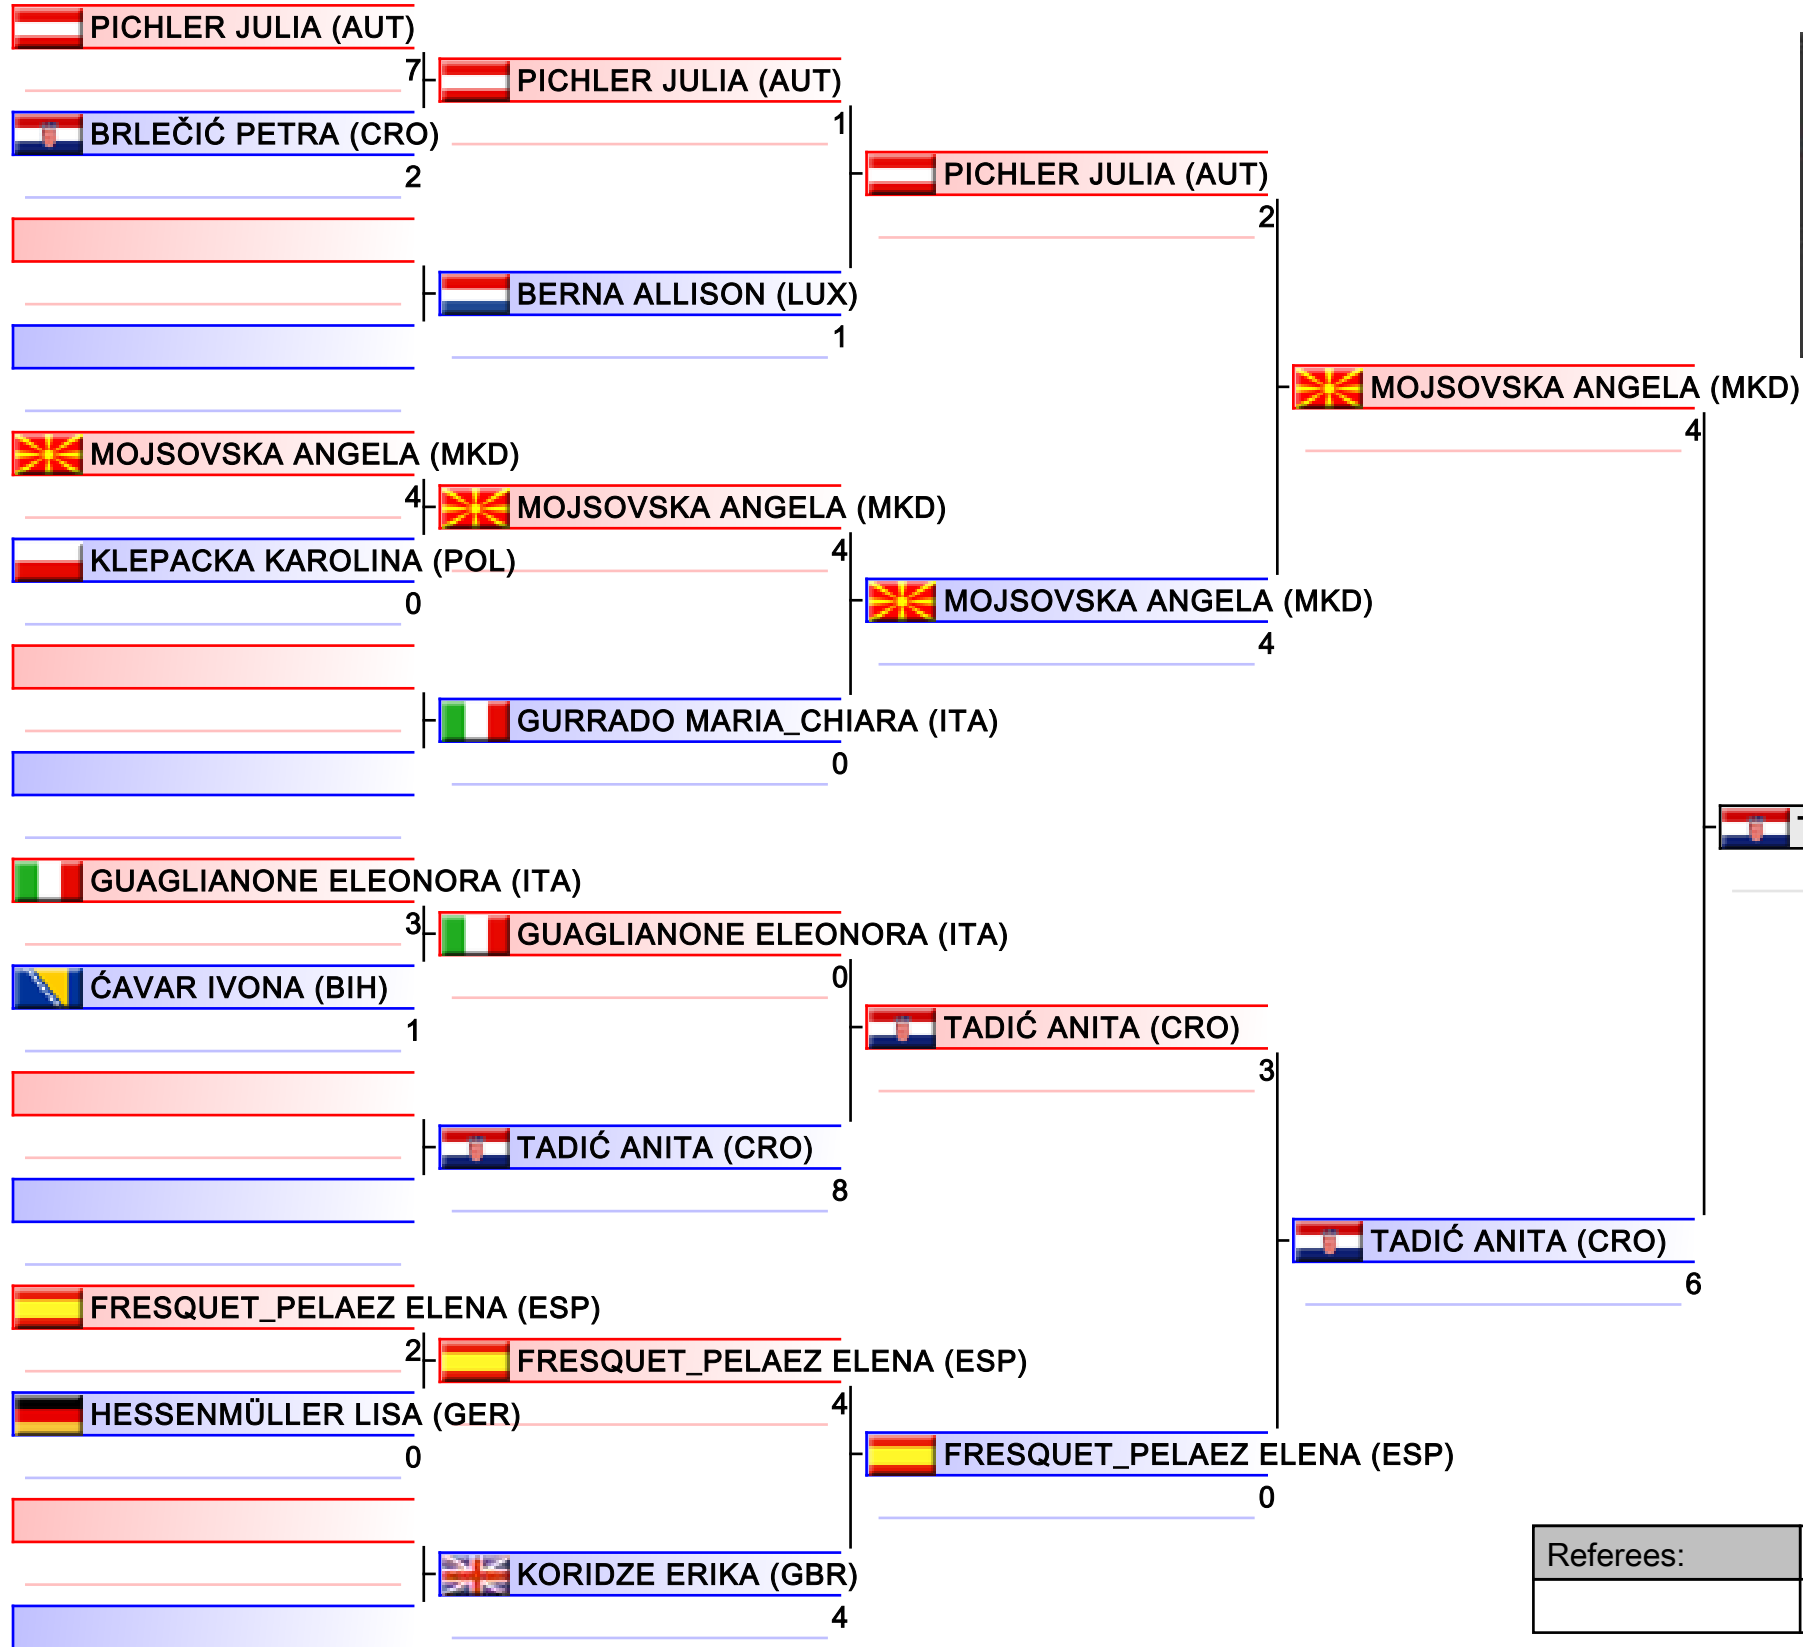 PICHLER JULIA (AUT)
7
BRLEČIĆ PETRA (CRO)
2
MOJSOVSKA ANGELA (MKD)
4
KLEPACKA KAROLINA (POL)
0
GUAGLIANONE ELEONORA (ITA)
3
ĆAVAR IVONA (BIH)
1
FRESQUET_PELAEZ ELENA (ESP)
2
HESSENMÜLLER LISA (GER)
0
PICHLER JULIA (AUT)
1
BERNA ALLISON (LUX)
1
MOJSOVSKA ANGELA (MKD)
4
GURRADO MARIA_CHIARA (ITA)
0
GUAGLIANONE ELEONORA (ITA)
0
TADIĆ ANITA (CRO)
8
FRESQUET_PELAEZ ELENA (ESP)
4
KORIDZE ERIKA (GBR)
4
PICHLER JULIA (AUT)
2
MOJSOVSKA ANGELA (MKD)
4
TADIĆ ANITA (CRO)
3
FRESQUET_PELAEZ ELENA (ESP)
0
MOJSOVSKA ANGELA (MKD)
4
TADIĆ ANITA (CRO)
6
Referees: